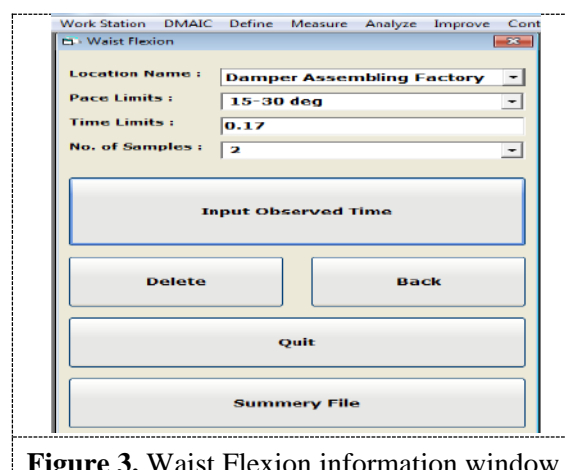 Work Station DMAIC Define Measure Analyze Improve Cont
Waist Flexion
Location Name : Damper Assembling Factory
Pace Limits : 15-30 deg
Time Limits : 0.17
No. of Samples : 2
Input Observed Time
Delete Back
Quit
Summery File
Figure 3. Waist Flexion information window